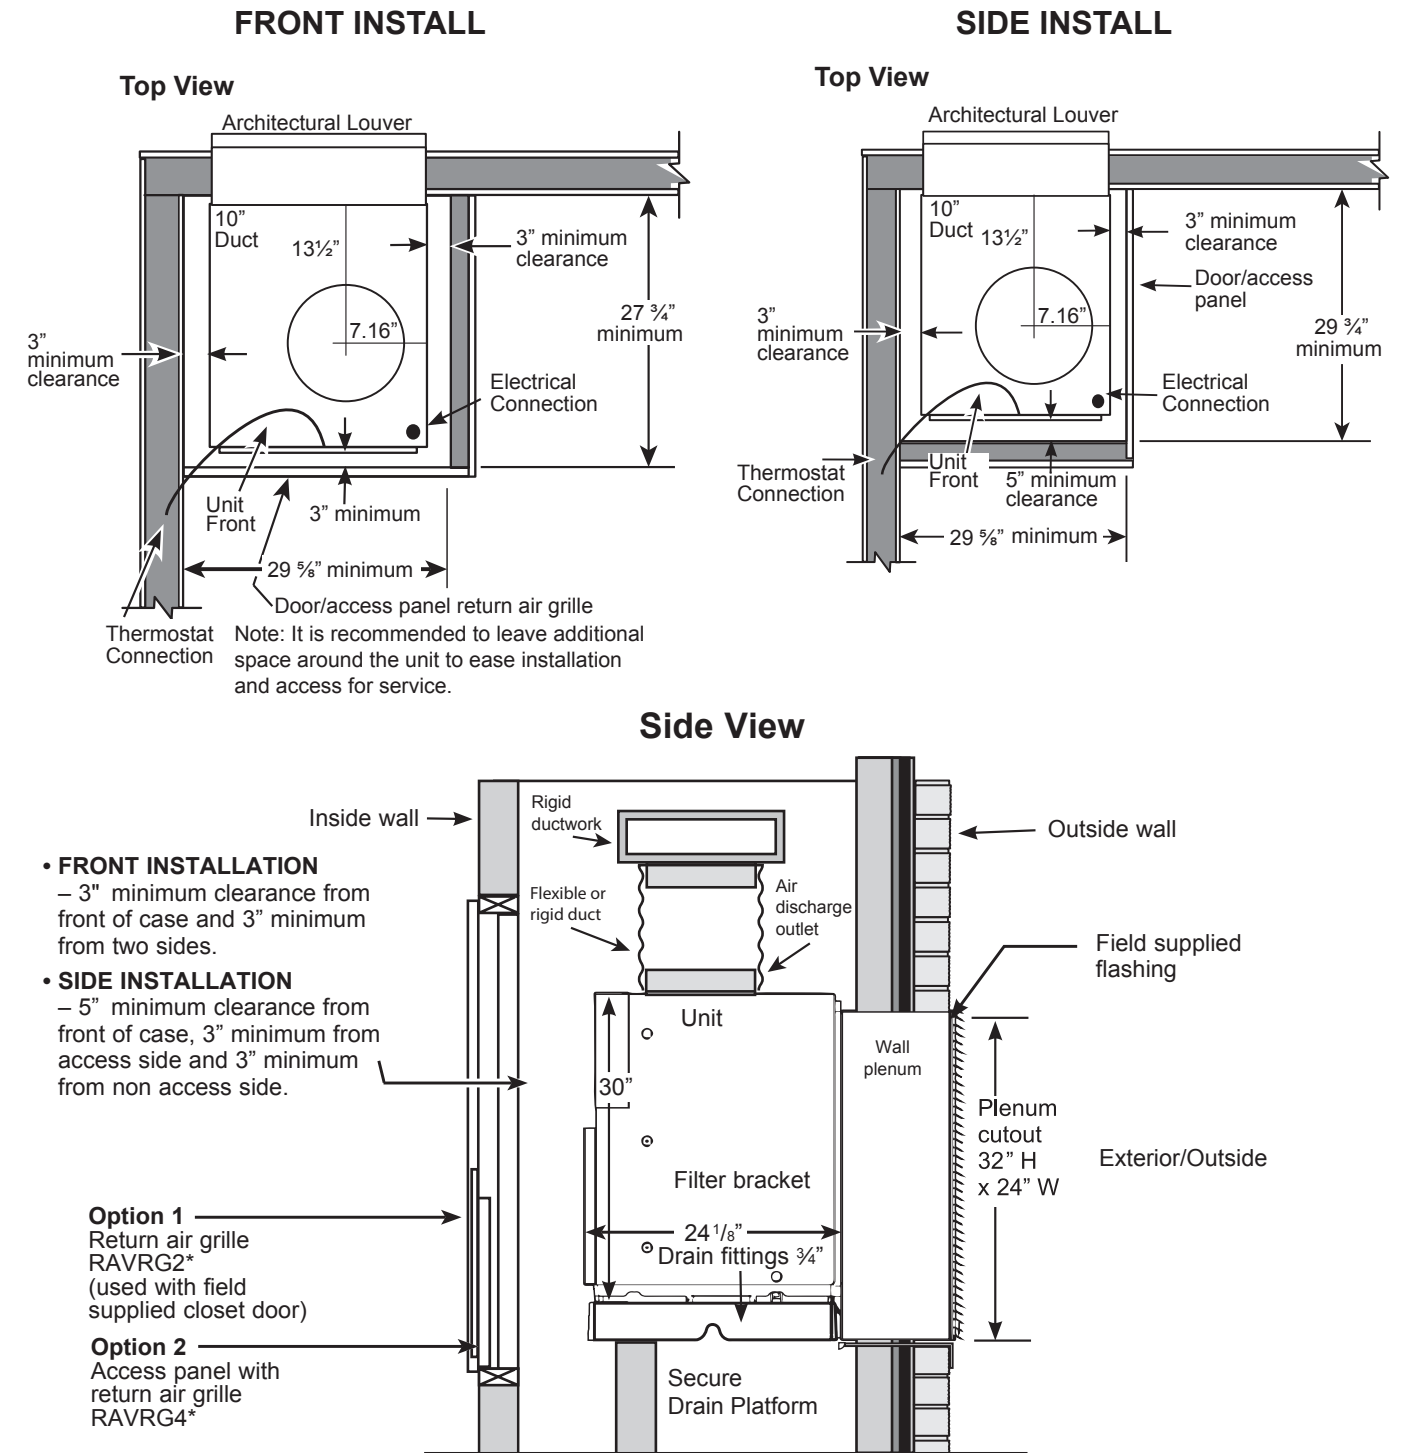 FRONT INSTALL
Top View
Architectural Louver
10”
Duct
13½”
3” minimum
clearance
7.16”
27 ¾”
minimum
3”
minimum
clearance
Electrical
Connection
Unit
Front
3” minimum
29 ⅝” minimum
Door/access panel return air grille
Thermostat
Connection
Note: It is recommended to leave additional
space around the unit to ease installation
and access for service.
SIDE INSTALL
Top View
Architectural Louver
10”
Duct
13½”
3” minimum
clearance
Door/access
panel
7.16”
3”
minimum
clearance
29 ¾”
minimum
Electrical
Connection
Thermostat
Connection
Unit
Front
5” minimum
clearance
29 ⅝” minimum
Side View
Inside wall
Rigid
ductwork
Outside wall
• FRONT INSTALLATION
– 3" minimum clearance from
front of case and 3” minimum
from two sides.
• SIDE INSTALLATION
– 5” minimum clearance from
front of case, 3” minimum from
access side and 3” minimum
from non access side.
Flexible or
rigid duct
Air
discharge
outlet
Field supplied
flashing
Unit
Wall
plenum
30”
Plenum
cutout
32” H
x 24” W
Exterior/Outside
Filter bracket
24 1/8”
Drain fittings ¾”
Option 1
Return air grille
RAVRG2*
(used with field
supplied closet door)
Option 2
Access panel with
return air grille
RAVRG4*
Secure
Drain Platform